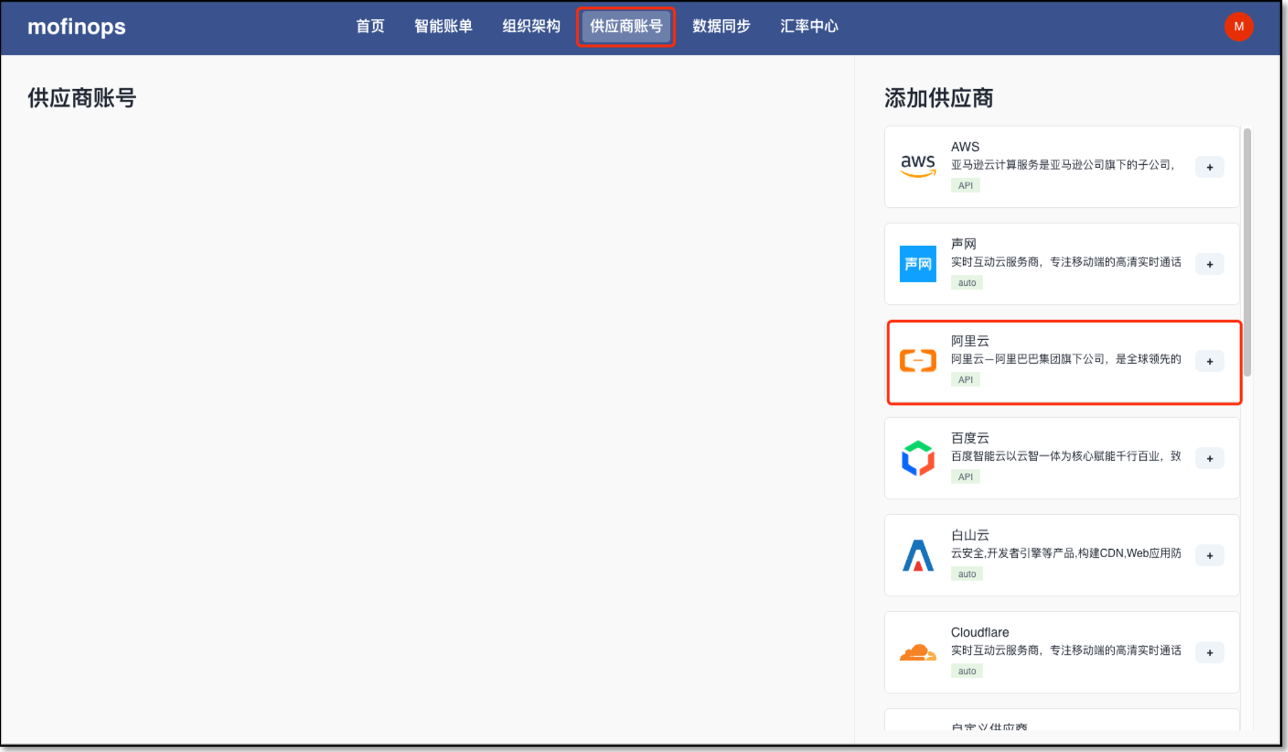 mofinops
首页 智能账单 组织架构 供应商账号 数据同步 汇率中心
M
供应商账号
添加供应商
aws
AWS
亚马逊云计算服务是亚马逊公司旗下的子公司,
API
+
声网
声网
实时互动云服务商，专注移动端的高清实时通话
auto
+
阿里云
阿里云—阿里巴巴集团旗下公司，是全球领先的
API
+
百度云
百度智能云以云智一体为核心赋能千行百业，致
API
+
白山云
云安全,开发者引擎等产品,构建CDN,Web应用防
auto
+
Cloudflare
实时互动云服务商，专注移动端的高清实时通话
auto
+
自定义供应商